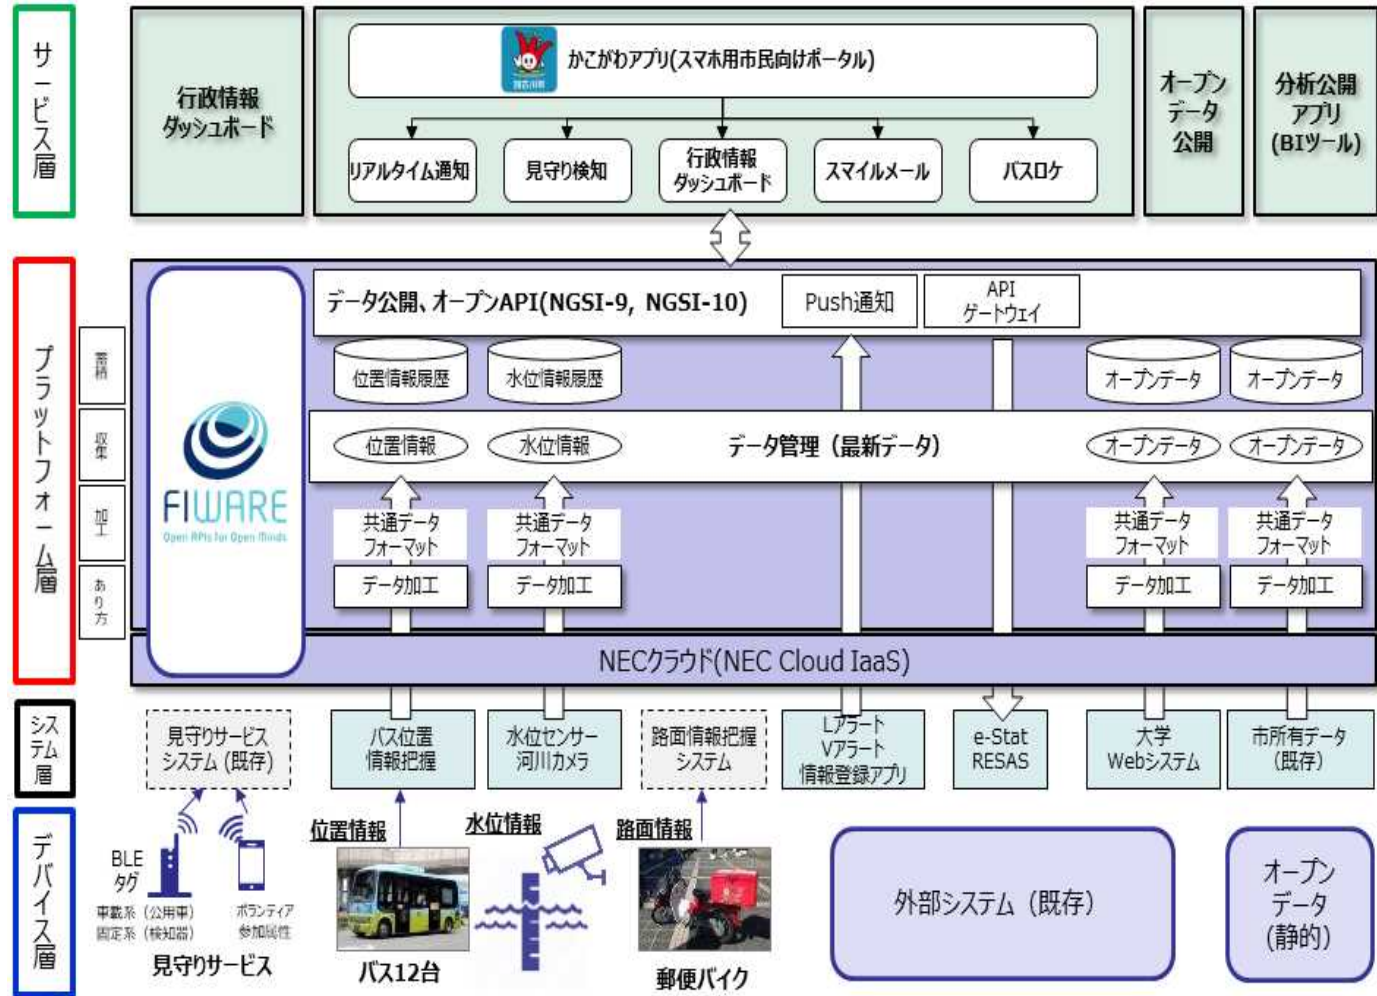 サービス層
行政情報
ダッシュボード
かこがわアプリ(スマホ用市民向けポータル)
リアルタイム通知
見守り検知
行政情報
ダッシュボード
スマイルメール
バスロケ
オープン
データ
公開
分析公開
アプリ
(BIツール)
プラットフォーム層
蓄積
収集
加工
あり方
FIWARE
Open APIs for Open Minds
データ公開、オープンAPI(NGSI-9, NGSI-10)
Push通知
API
ゲートウェイ
位置情報履歴
水位情報履歴
オープンデータ
オープンデータ
位置情報
水位情報
データ管理（最新データ）
オープンデータ
オープンデータ
共通データ
フォーマット
共通データ
フォーマット
共通データ
フォーマット
共通データ
フォーマット
データ加工
データ加工
データ加工
データ加工
NECクラウド(NEC Cloud IaaS)
システム層
見守りサービス
システム(既存)
バス位置
情報把握
水位センサー
河川カメラ
路面情報把握
システム
Lアラート
Vアラート
情報登録アプリ
e-Stat
RESAS
大学
Webシステム
市所有データ
(既存)
デバイス層
BLE
タグ
車載系（公用車）
固定系（検知器）
ボランティア
参加属性
見守りサービス
位置情報
バス12台
水位情報
路面情報
郵便バイク
外部システム（既存）
オープン
データ
(静的)